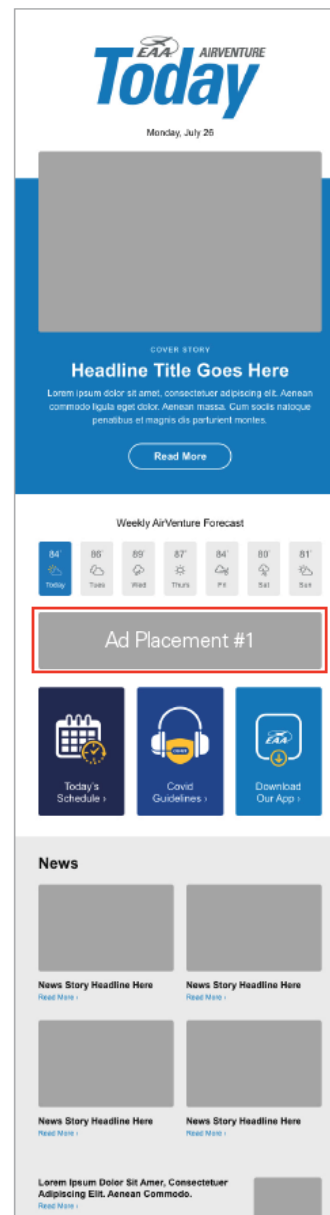 EAA AIRVENTURE
Today
Monday, July 26
COVER STORY
Headline Title Goes Here
Lorem ipsum dolor sit amet, consectetuer adipiscing elit. Aenean
commodo ligula eget dolor. Aenean massa. Cum sociis natoque
penatibus et magnis dis parturient montes.
Read More
Weekly AirVenture Forecast
84° 86° 89° 87° 84° 80° 81°
Today Tues Wed Thurs Fri Sat Sun
Ad Placement #1
Today's
Schedule ›
Covid
Guidelines ›
EAA
Download
Our App ›
News
News Story Headline Here
Read More ›
News Story Headline Here
Read More ›
News Story Headline Here
Read More ›
News Story Headline Here
Read More ›
Lorem Ipsum Dolor Sit Amer, Consectetuer
Adipiscing Elit. Aenean Commodo.
Read More ›